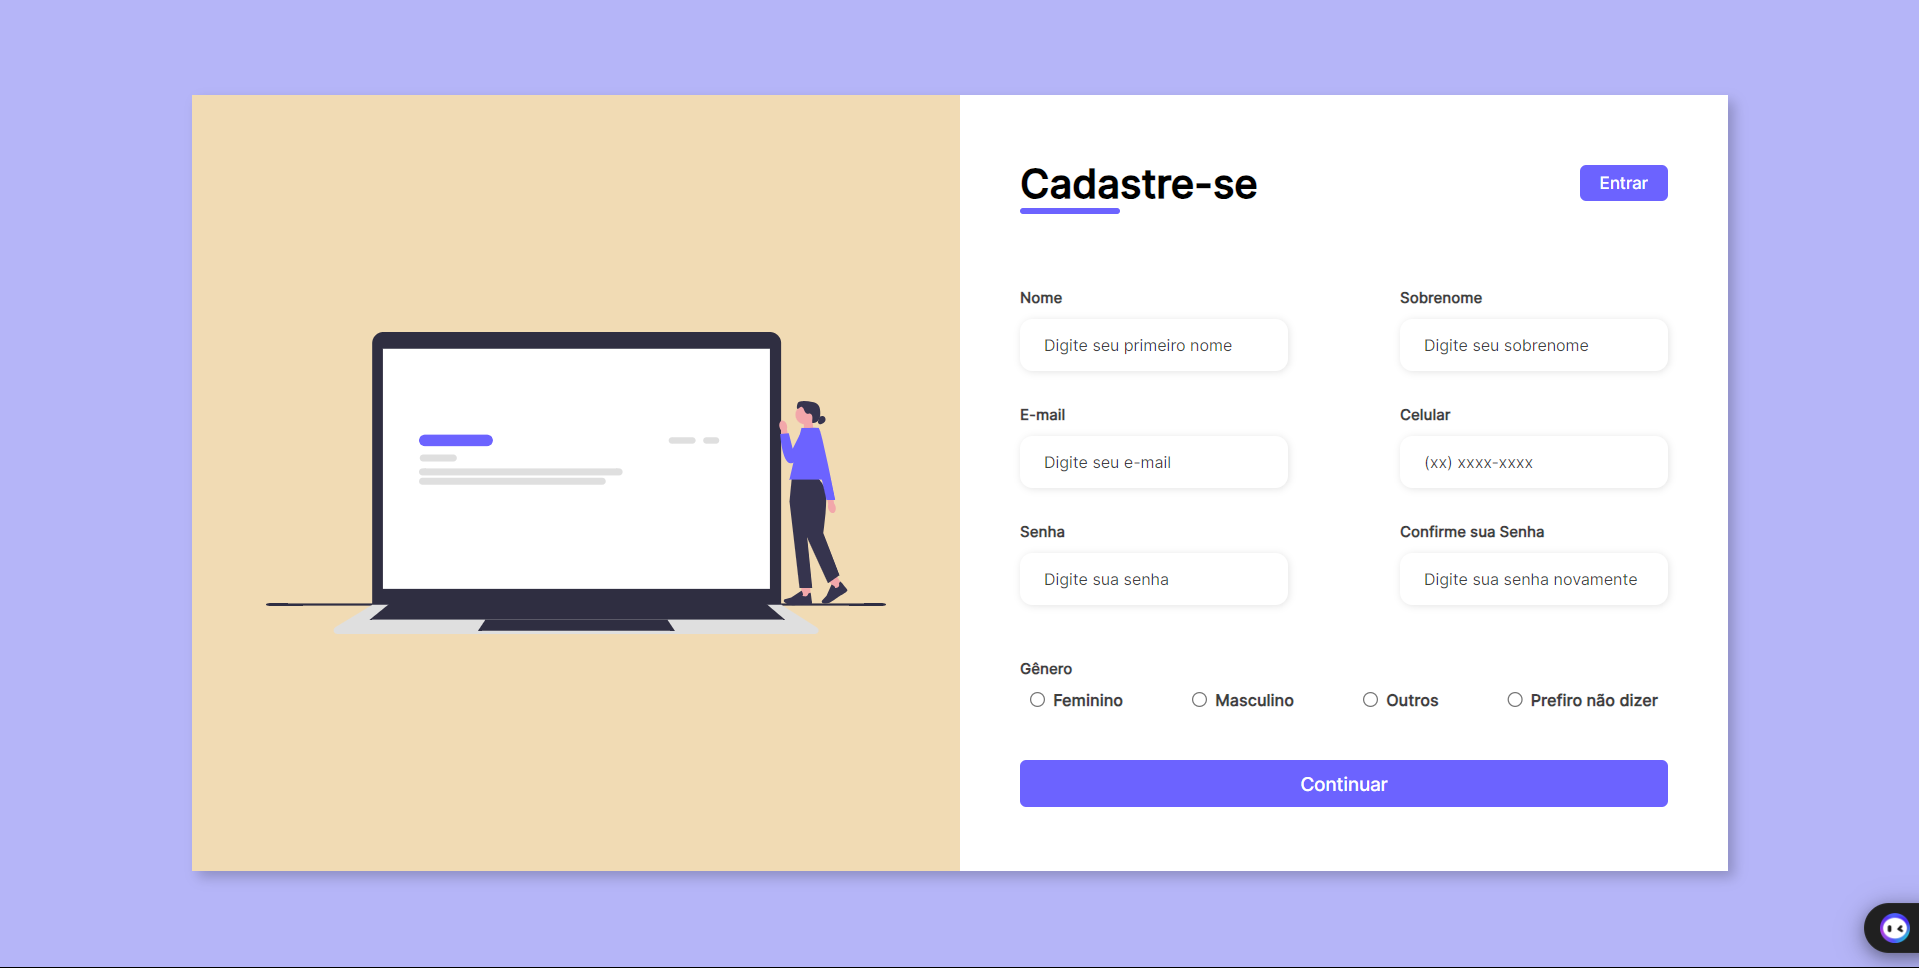 Cadastre-se
Entrar
Nome
Sobrenome
Digite seu primeiro nome
Digite seu sobrenome
E-mail
Celular
Digite seu e-mail
(xx) xxxx-xxxx
Senha
Confirme sua Senha
Digite sua senha
Digite sua senha novamente
Gênero
Feminino
Masculino
Outros
Prefiro não dizer
Continuar